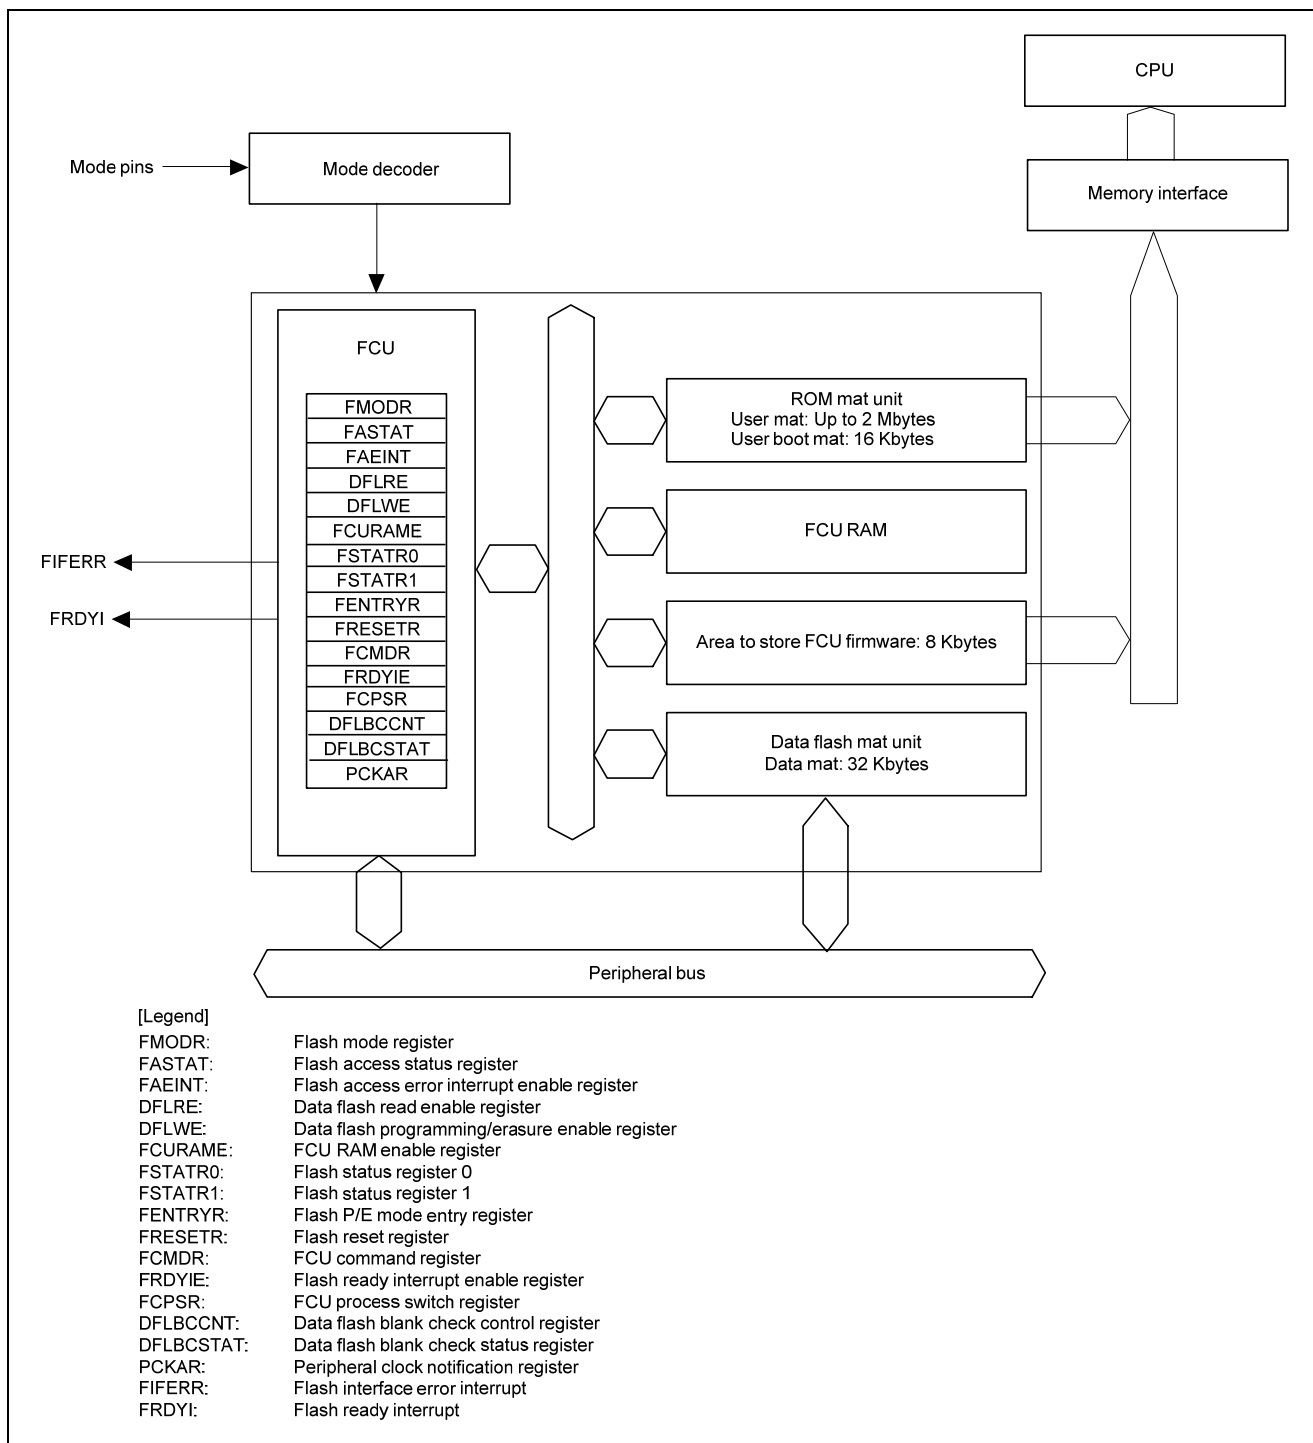 CPU
Mode pins
Mode decoder
Memory interface
FCU
FMODR
FASTAT
FAEINT
DFLRE
DFLWE
FCURAME
FSTATR0
FSTATR1
FENTRYR
FRESETR
FCMDR
FRDYIE
FCPSR
DFLBCCNT
DFLBCSTAT
PCKAR
FIFERR
FRDYI
ROM mat unit
User mat: Up to 2 Mbytes
User boot mat: 16 Kbytes
FCU RAM
Area to store FCU firmware: 8 Kbytes
Data flash mat unit
Data mat: 32 Kbytes
Peripheral bus
[Legend]
FMODR: Flash mode register
FASTAT: Flash access status register
FAEINT: Flash access error interrupt enable register
DFLRE: Data flash read enable register
DFLWE: Data flash programming/erasure enable register
FCURAME: FCU RAM enable register
FSTATR0: Flash status register 0
FSTATR1: Flash status register 1
FENTRYR: Flash P/E mode entry register
FRESETR: Flash reset register
FCMDR: FCU command register
FRDYIE: Flash ready interrupt enable register
FCPSR: FCU process switch register
DFLBCCNT: Data flash blank check control register
DFLBCSTAT: Data flash blank check status register
PCKAR: Peripheral clock notification register
FIFERR: Flash interface error interrupt
FRDYI: Flash ready interrupt